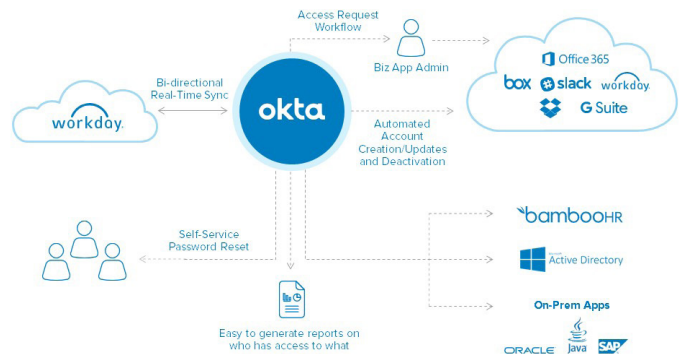 Access Request
Workflow
Biz App Admin
Office 365
box
slack
workday.
G Suite
Bi-directional
Real-Time Sync
workday.
okta
Automated
Account
Creation/Updates
and Deactivation
Self-Service
Password Reset
bambooHR
Active Directory
On-Prem Apps
ORACLE
Java
SAP
Easy to generate reports on
who has access to what